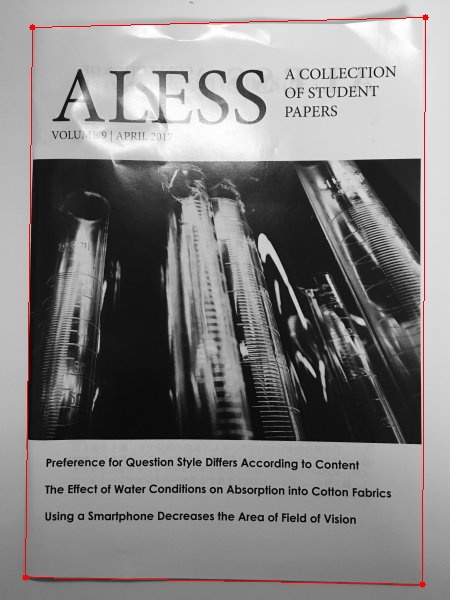 ALESS
A COLLECTION
OF STUDENT
PAPERS
VOLUME 9 | APRIL 2017
Preference for Question Style Differs According to Content
The Effect of Water Conditions on Absorption into Cotton Fabrics
Using a Smartphone Decreases the Area of Field of Vision